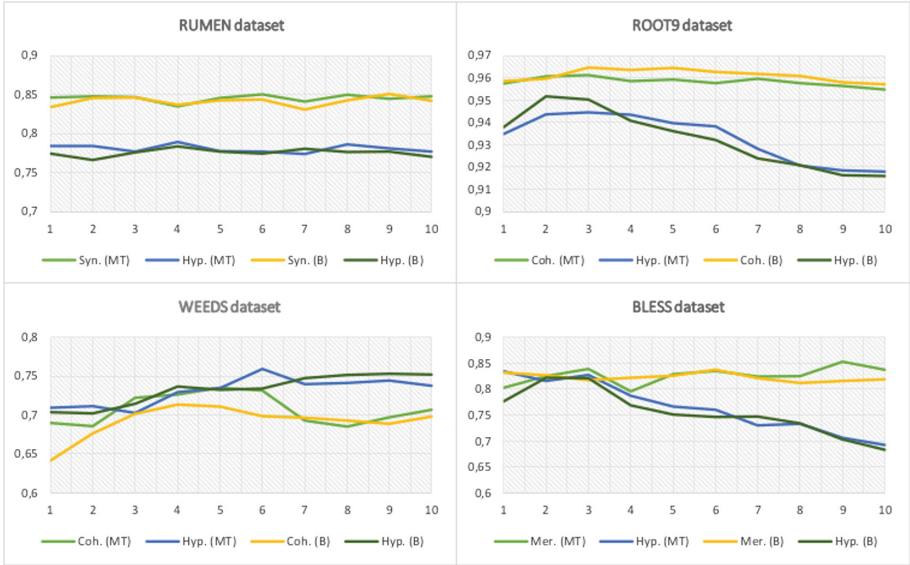 RUMEN dataset
0,9
0,85
0,8
0,75
0,7
1 2 3 4 5 6 7 8 9 10
Syn. (MT) Hyp. (MT) Syn. (B) Hyp. (B)
ROOT9 dataset
0,97
0,96
0,95
0,94
0,93
0,92
0,91
0,9
1 2 3 4 5 6 7 8 9 10
Coh. (MT) Hyp. (MT) Coh. (B) Hyp. (B)
WEEDS dataset
0,8
0,75
0,7
0,65
0,6
1 2 3 4 5 6 7 8 9 10
Coh. (MT) Hyp. (MT) Coh. (B) Hyp. (B)
BLESS dataset
0,9
0,85
0,8
0,75
0,7
0,65
0,6
1 2 3 4 5 6 7 8 9 10
Mer. (MT) Hyp. (MT) Mer. (B) Hyp. (B)